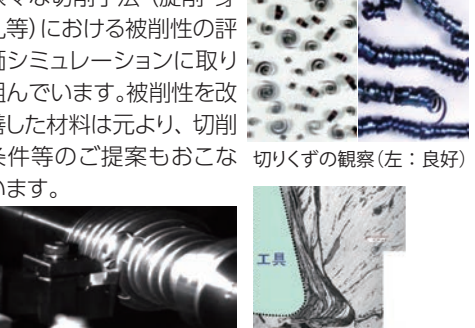 な切削手法（旋削・穿
等）における被削性の評
シミュレーションに取り
組んでいます。被削性を改
善した材料は元より、切削
条件等のご提案もおこな
います。
切りくずの観察（左：良好）
工具